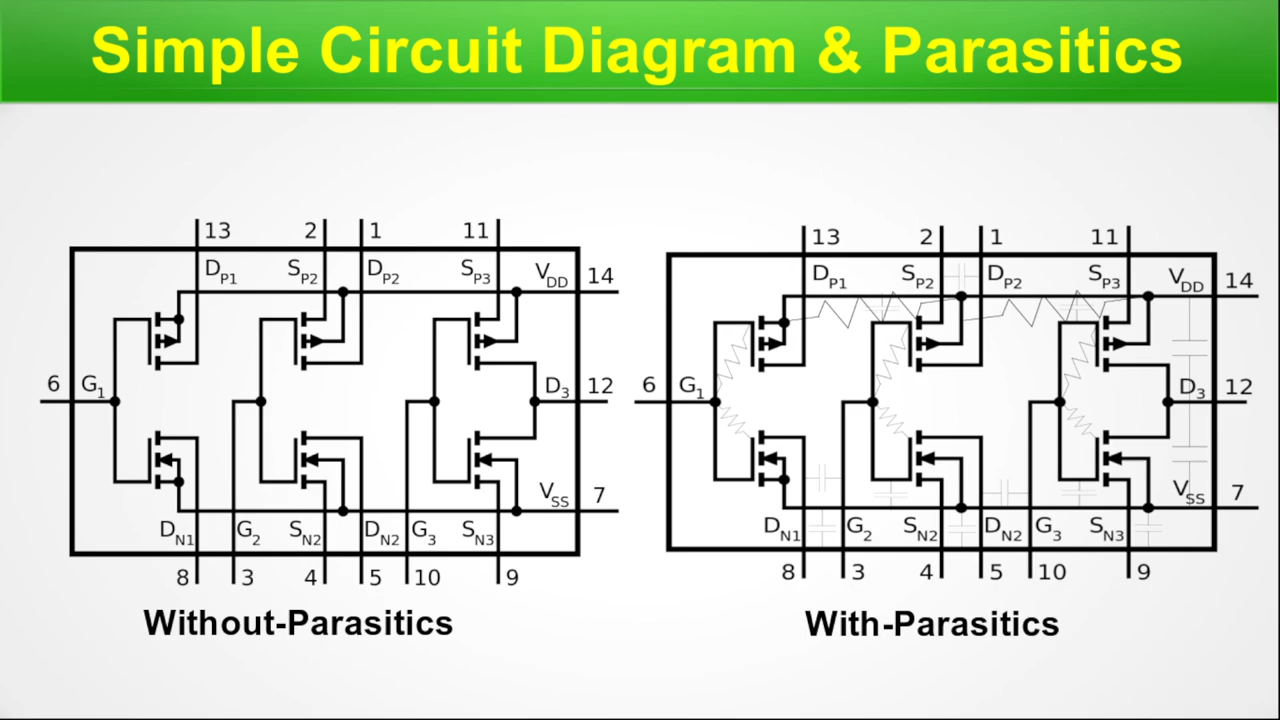 Simple Circuit Diagram & Parasitics
13 2 1 11
DP1 SP2 DP2 SP3 VDD 14
6 G1 D3 12
VSS 7
DN1 G2 SN2 DN2 G3 SN3
8 3 4 5 10 9
Without-Parasitics
13 2 1 11
DP1 SP2 DP2 SP3 VDD 14
6 G1 D3 12
VSS 7
DN1 G2 SN2 DN2 G3 SN3
8 3 4 5 10 9
With-Parasitics